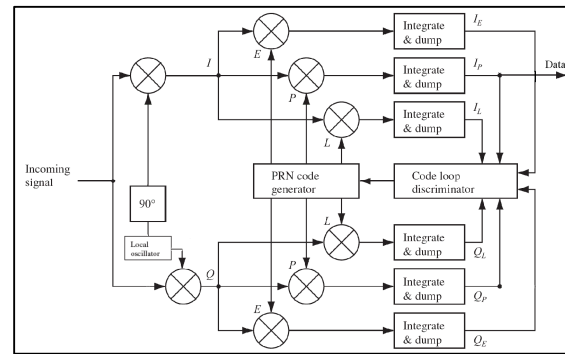 Integrate
& dump
I_E
I
E
Integrate
& dump
I_P
Data
P
Integrate
& dump
I_L
L
Incoming
signal
PRN code
generator
Code loop
discriminator
90°
Local
oscillator
L
Integrate
& dump
Q_L
Q
P
Integrate
& dump
Q_P
E
Integrate
& dump
Q_E